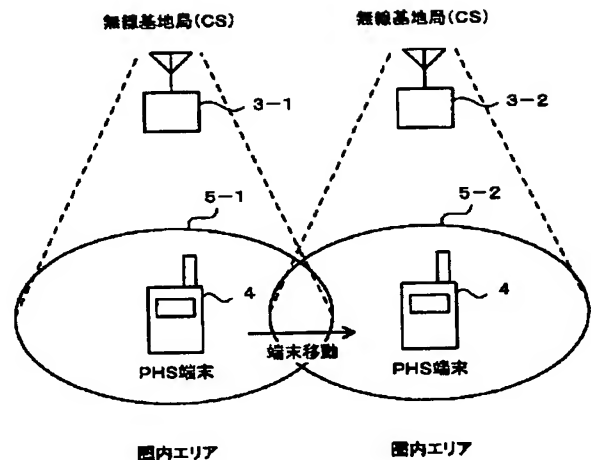 無線基地局(CS)
無線基地局(CS)
3-1
3-2
5-1
5-2
4
4
端末移動
PHS端末
PHS端末
圏内エリア
圏内エリア